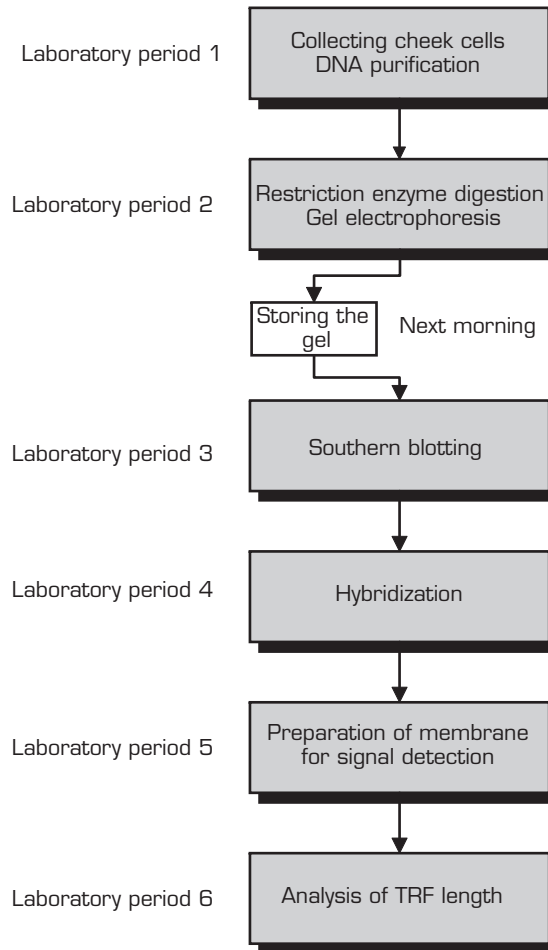 Laboratory period 1
Collecting cheek cells
DNA purification
Laboratory period 2
Restriction enzyme digestion
Gel electrophoresis
Storing the
gel
Next morning
Laboratory period 3
Southern blotting
Laboratory period 4
Hybridization
Laboratory period 5
Preparation of membrane
for signal detection
Laboratory period 6
Analysis of TRF length